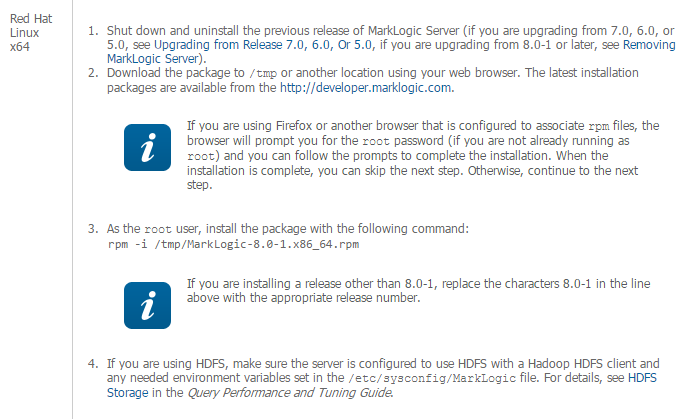 Red Hat
Linux
x64
1. Shut down and uninstall the previous release of MarkLogic Server (if you are upgrading from 7.0, 6.0, or
5.0, see Upgrading from Release 7.0, 6.0, Or 5.0, if you are upgrading from 8.0-1 or later, see Removing
MarkLogic Server).
2. Download the package to /tmp or another location using your web browser. The latest installation
packages are available from the http://developer.marklogic.com.
i
If you are using Firefox or another browser that is configured to associate rpm files, the
browser will prompt you for the root password (if you are not already running as
root) and you can follow the prompts to complete the installation. When the
installation is complete, you can skip the next step. Otherwise, continue to the next
step.
3. As the root user, install the package with the following command:
rpm -i /tmp/MarkLogic-8.0-1.x86_64.rpm
i
If you are installing a release other than 8.0-1, replace the characters 8.0-1 in the line
above with the appropriate release number.
4. If you are using HDFS, make sure the server is configured to use HDFS with a Hadoop HDFS client and
any needed environment variables set in the /etc/sysconfig/MarkLogic file. For details, see HDFS
Storage in the Query Performance and Tuning Guide.